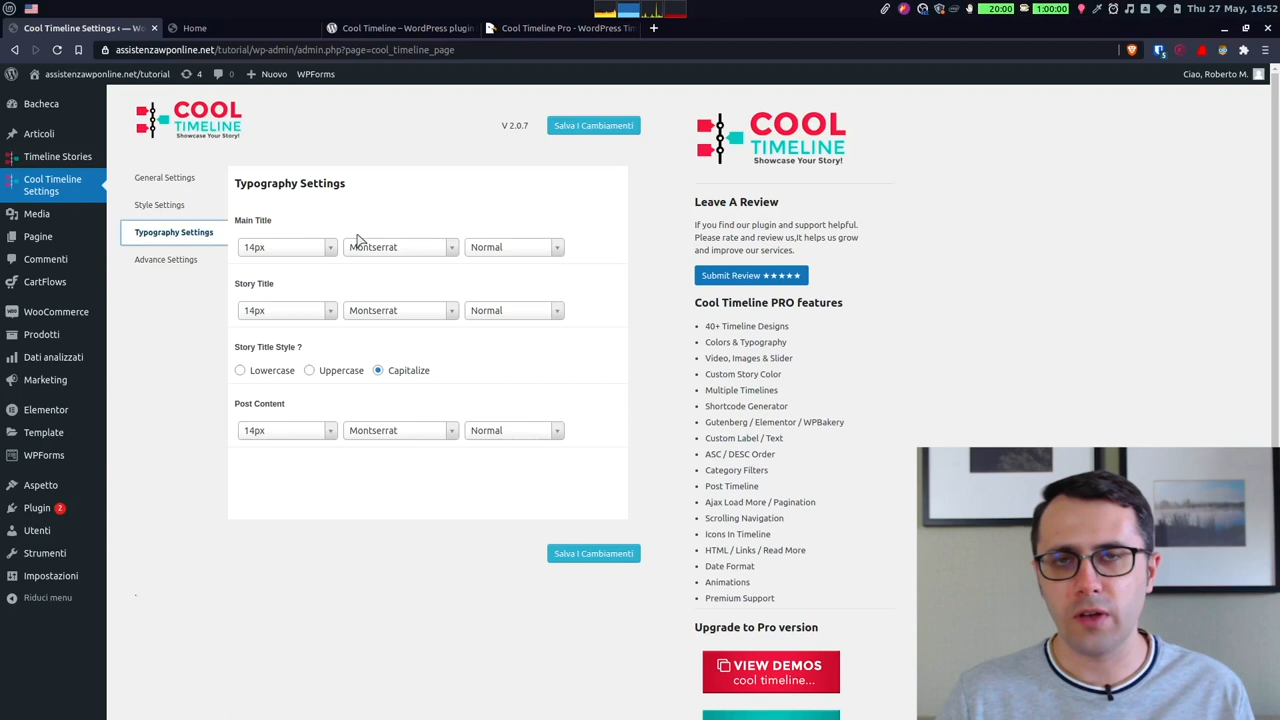 20:00
1:00:00
Thu 27 May, 16:52
Cool Timeline Settings ‹ — W
Home
Cool Timeline – WordPress plugin
Cool Timeline Pro - WordPress Tim
assistenzawponline.net/tutorial/wp-admin/admin.php?page=cool_timeline_page
assistenzawponline.net/tutorial
4
0
Nuovo
WPForms
Ciao, Roberto M.
Bacheca
Articoli
Timeline Stories
Cool Timeline
Settings
Media
Pagine
Commenti
CartFlows
WooCommerce
Prodotti
Dati analizzati
Marketing
Elementor
Template
WPForms
Aspetto
Plugin 2
Utenti
Strumenti
Impostazioni
Riduci menu
COOL
TIMELINE
Showcase Your Story!
V 2.0.7
Salva I Cambiamenti
General Settings
Style Settings
Typography Settings
Advance Settings
Typography Settings
Main Title
14px
Montserrat
Normal
Story Title
14px
Montserrat
Normal
Story Title Style ?
Lowercase
Uppercase
Capitalize
Post Content
14px
Montserrat
Normal
Salva I Cambiamenti
.
COOL
TIMELINE
Showcase Your Story!
Leave A Review
If you find our plugin and support helpful.
Please rate and review us,It helps us grow
and improve our services.
Submit Review ★★★★★
Cool Timeline PRO features
40+ Timeline Designs
Colors & Typography
Video, Images & Slider
Custom Story Color
Multiple Timelines
Shortcode Generator
Gutenberg / Elementor / WPBakery
Custom Label / Text
ASC / DESC Order
Category Filters
Post Timeline
Ajax Load More / Pagination
Scrolling Navigation
Icons In Timeline
HTML / Links / Read More
Date Format
Animations
Premium Support
Upgrade to Pro version
VIEW DEMOS
cool timeline...